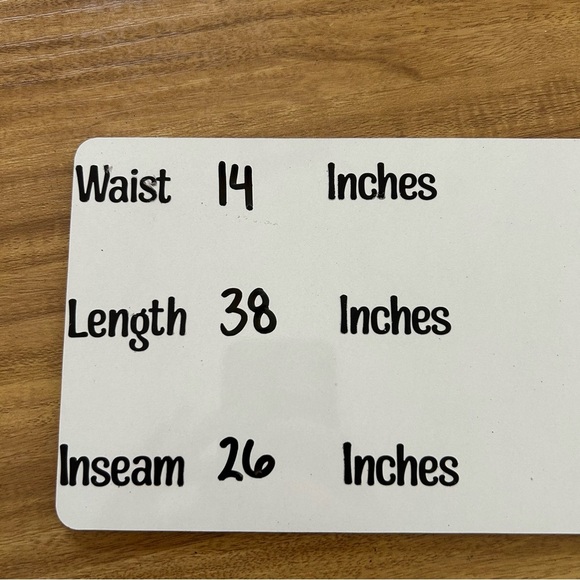 Waist 14 Inches
Length 38 Inches
Inseam 26 Inches